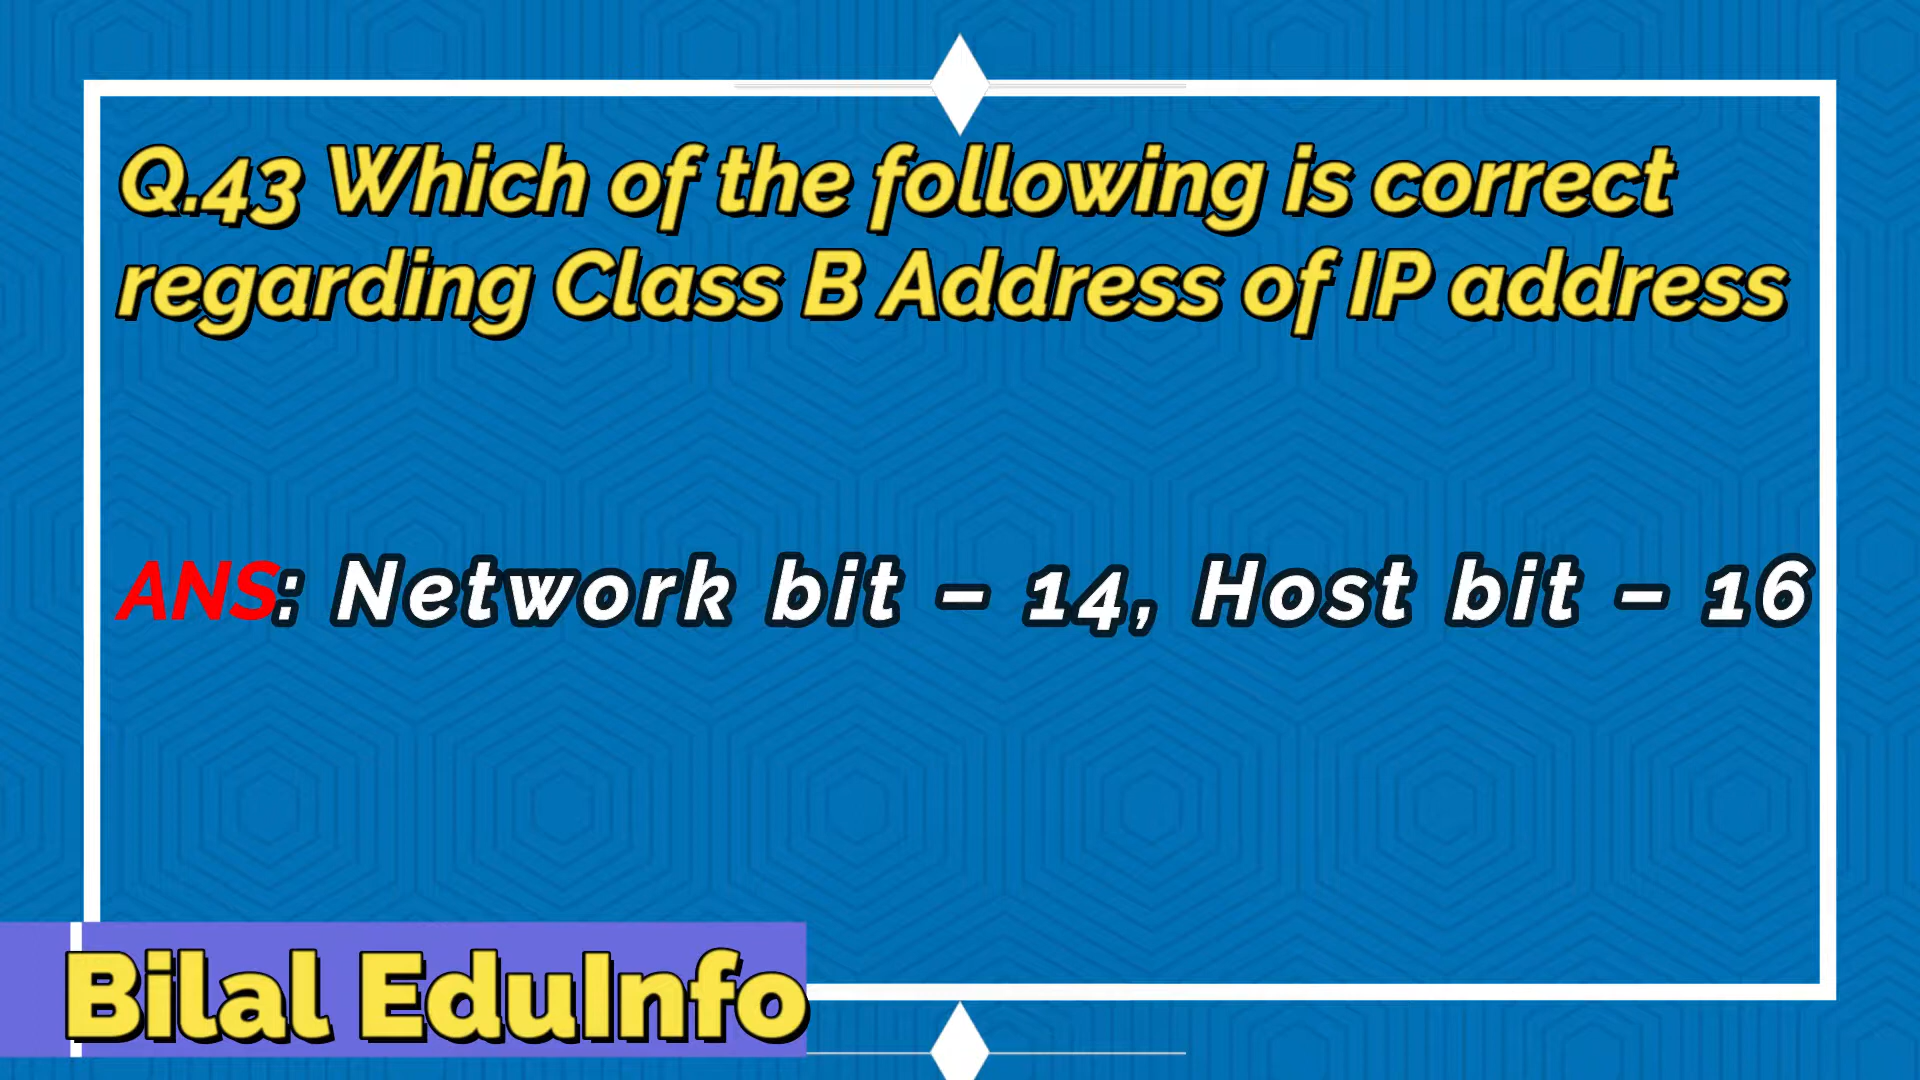 Q.43 Which of the following is correct
regarding Class B Address of IP address
ANS: Network bit – 14, Host bit – 16
Bilal EduInfo